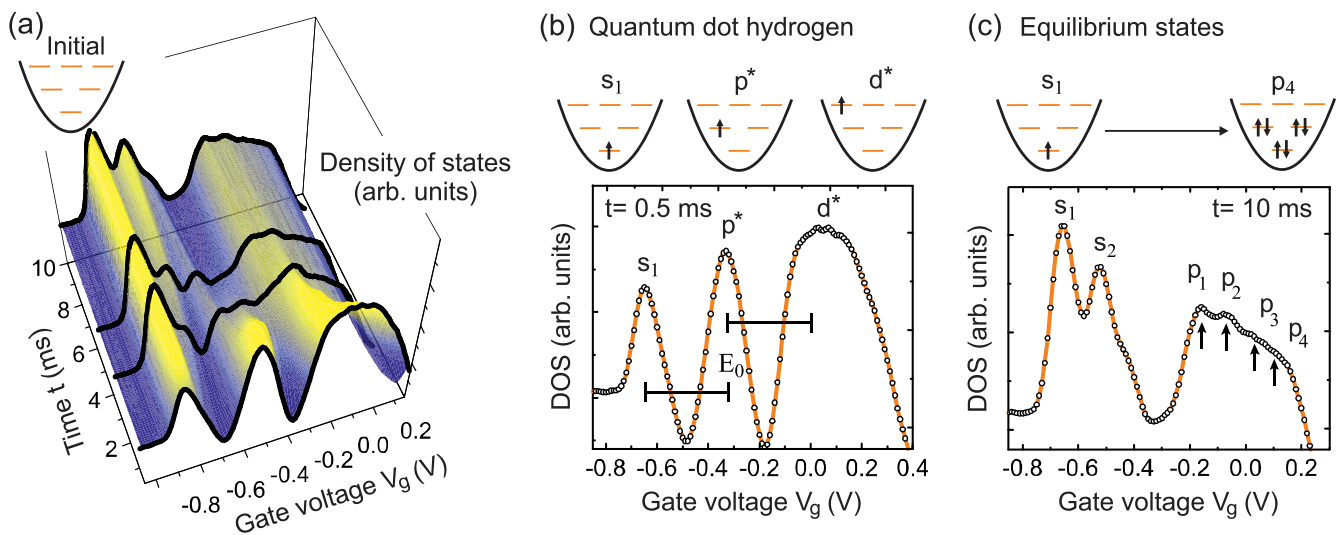 (a)
Initial
Density of states
(arb. units)
10
8
6
4
2
Time t (ms)
-0.8
-0.6
-0.4
-0.2
0.0
0.2
Gate voltage Vg (V)
(b) Quantum dot hydrogen
s1 p* d*
t= 0.5 ms
s1 p* d*
E0
DOS (arb. units)
-0.8 -0.6 -0.4 -0.2 0.0 0.2 0.4
Gate voltage Vg (V)
(c) Equilibrium states
s1 p4
t= 10 ms
s1 s2 p1 p2 p3 p4
DOS (arb. units)
-0.8 -0.6 -0.4 -0.2 0.0 0.2
Gate voltage Vg (V)